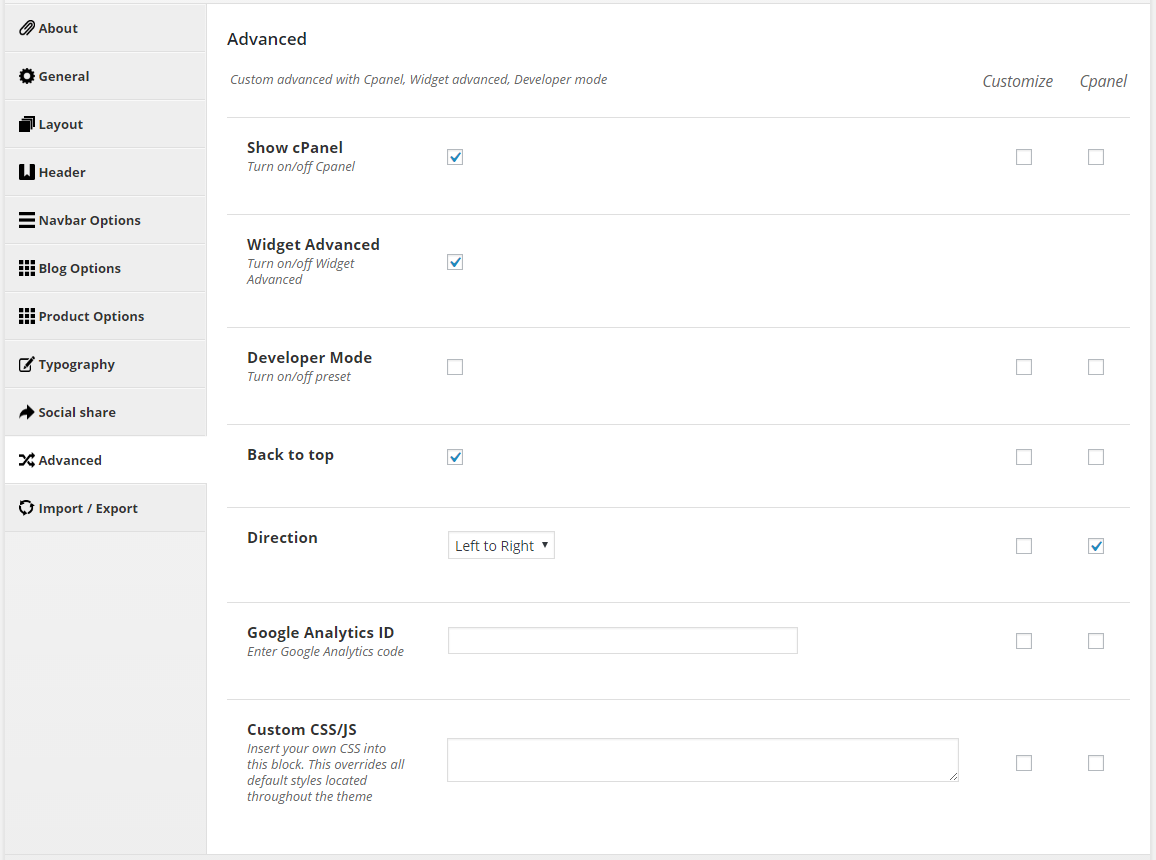 About
General
Layout
Header
Navbar Options
Blog Options
Product Options
Typography
Social share
Advanced
Import / Export
Advanced
Custom advanced with Cpanel, Widget advanced, Developer mode
Customize
Cpanel
Show cPanel
Turn on/off Cpanel
Widget Advanced
Turn on/off Widget
Advanced
Developer Mode
Turn on/off preset
Back to top
Direction
Left to Right
Google Analytics ID
Enter Google Analytics code
Custom CSS/JS
Insert your own CSS into
this block. This overrides all
default styles located
throughout the theme